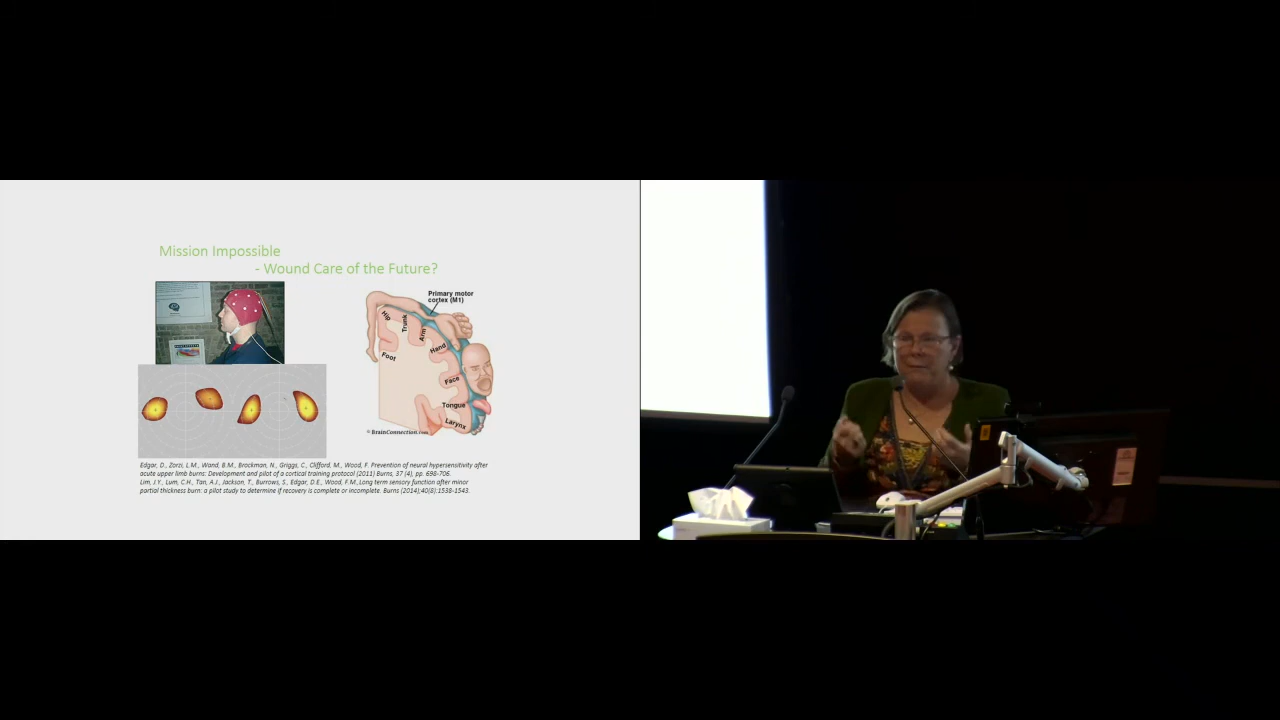 Mission Impossible
- Wound Care of the Future?
Primary motor
cortex (M1)
Hip
Trunk
Arm
Hand
Foot
Face
Tongue
Larynx
© BrainConnection.com
Edgar, D., Zorzi, L.M., Wand, B.M., Brockman, N., Griggs, C., Clifford, M., Wood, F. Prevention of neural hypersensitivity after
acute upper limb burns: Development and pilot of a cortical training protocol (2011) Burns, 37 (4), pp. 698-706.
Lim, J.Y., Lum, C.H., Tan, A.J., Jackson, T., Burrows, S., Edgar, D.E., Wood, F.M., Long term sensory function after minor
partial thickness burn: a pilot study to determine if recovery is complete or incomplete. Burns (2014);40(8):1538-1543.